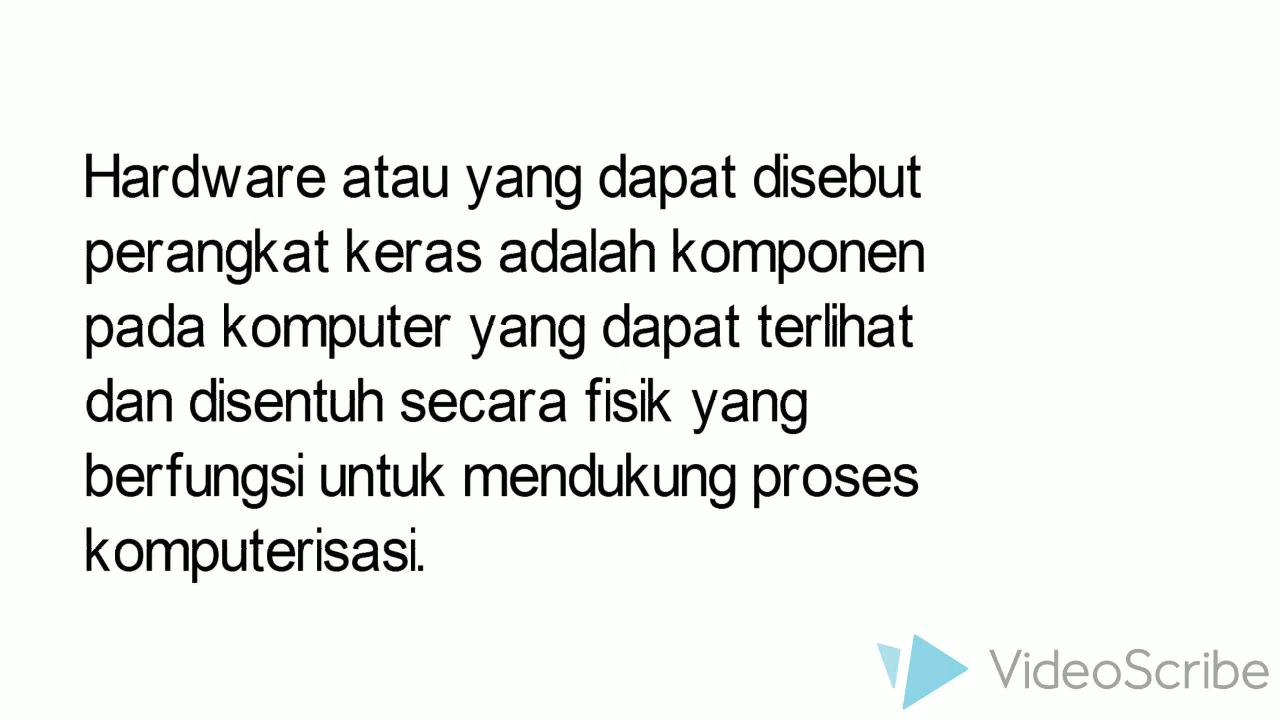 Hardware atau yang dapat disebut
perangkat keras adalah komponen
pada komputer yang dapat terlihat
dan disentuh secara fisik yang
berfungsi untuk mendukung proses
komputerisasi.
VideoScribe